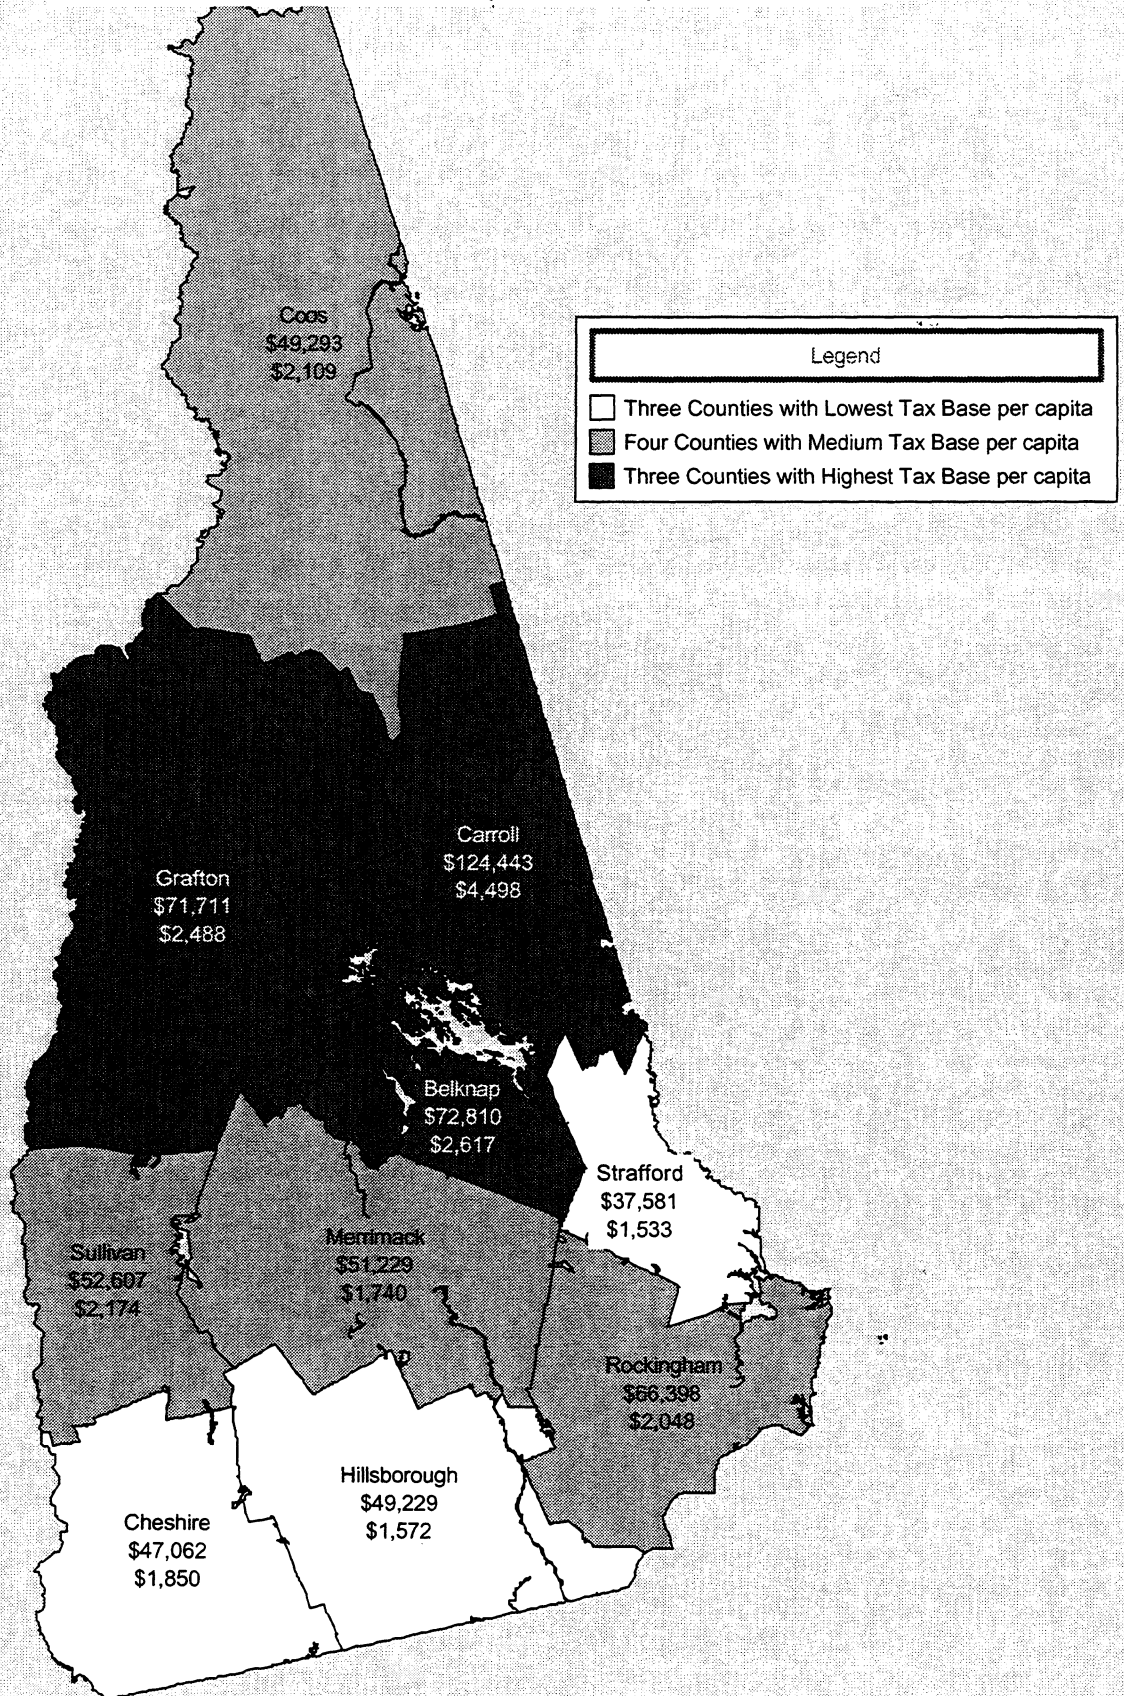 Coos
$49,293
$2,109
Legend
Three Counties with Lowest Tax Base per capita
Four Counties with Medium Tax Base per capita
Three Counties with Highest Tax Base per capita
Carroll
$124,443
$4,498
Grafton
$71,711
$2,488
Belknap
$72,810
$2,617
Strafford
$37,581
$1,533
Merrimack
$51,229
$1,740
Sullivan
$52,607
$2,174
Rockingham
$66,398
$2,048
Hillsborough
$49,229
$1,572
Cheshire
$47,062
$1,850